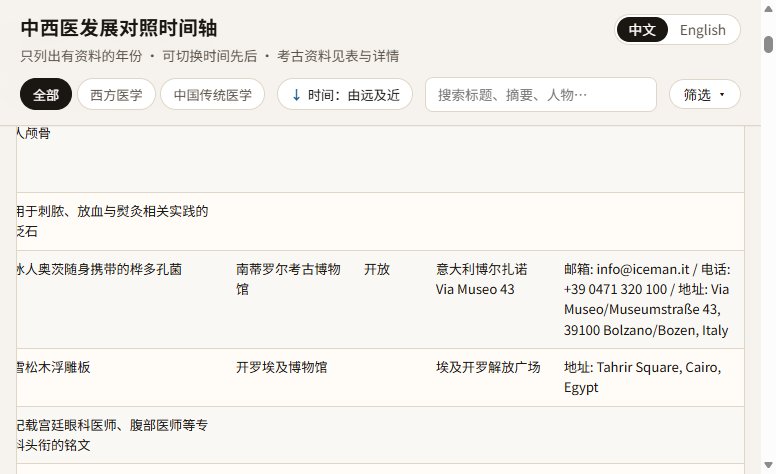 中西医发展对照时间轴
中文
English
只列出有资料的年份 · 可切换时间先后 · 考古资料见表与详情
全部
西方医学
中国传统医学
↓ 时间：由远及近
搜索标题、摘要、人物…
筛选
人颅骨
用于刺脓、放血与熨灸相关实践的
砭石
冰人奥茨随身携带的桦多孔菌
南蒂罗尔考古博物
馆
开放
意大利博尔扎诺
Via Museo 43
邮箱: info@iceman.it / 电话:
+39 0471 320 100 / 地址: Via
Museo/Museumstraße 43,
39100 Bolzano/Bozen, Italy
雪松木浮雕板
开罗埃及博物馆
埃及开罗解放广场
地址: Tahrir Square, Cairo,
Egypt
记载宫廷眼科医师、腹部医师等专
科头衔的铭文